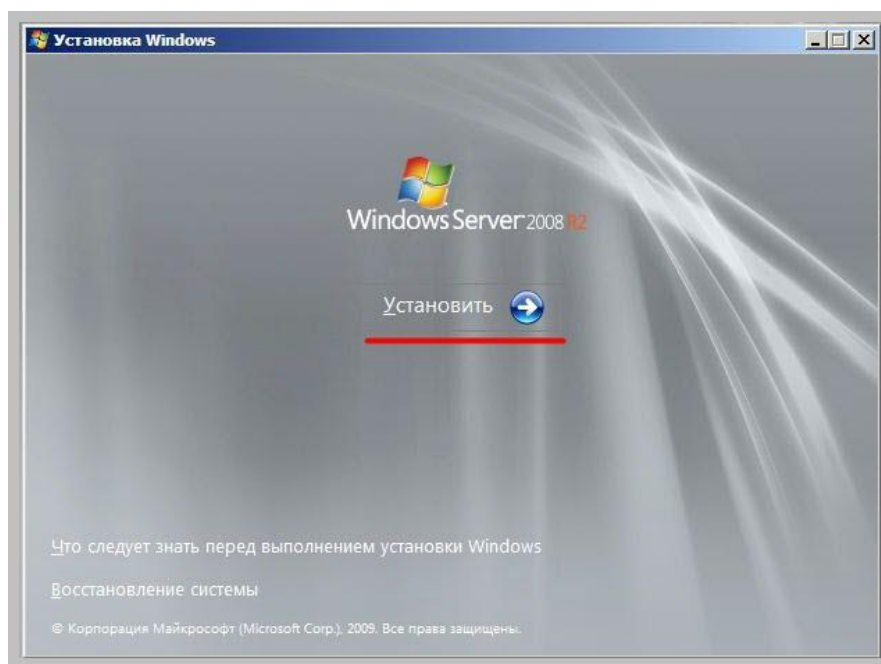 Установка Windows
Windows Server 2008 R2
Установить
Что следует знать перед выполнением установки Windows
Восстановление системы
© Корпорация Майкрософт (Microsoft Corp.), 2009. Все права защищены.